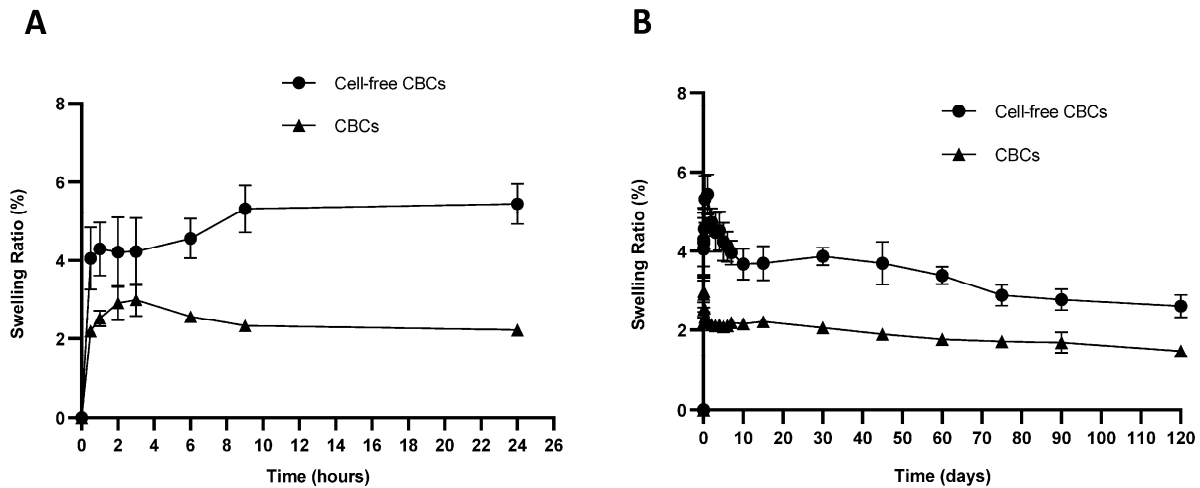 A
Cell-free CBCs
CBCs
Swelling Ratio (%)
8
6
4
2
0
0 2 4 6 8 10 12 14 16 18 20 22 24 26
Time (hours)
B
Cell-free CBCs
CBCs
Swelling Ratio (%)
8
6
4
2
0
0 10 20 30 40 50 60 70 80 90 100 110 120
Time (days)